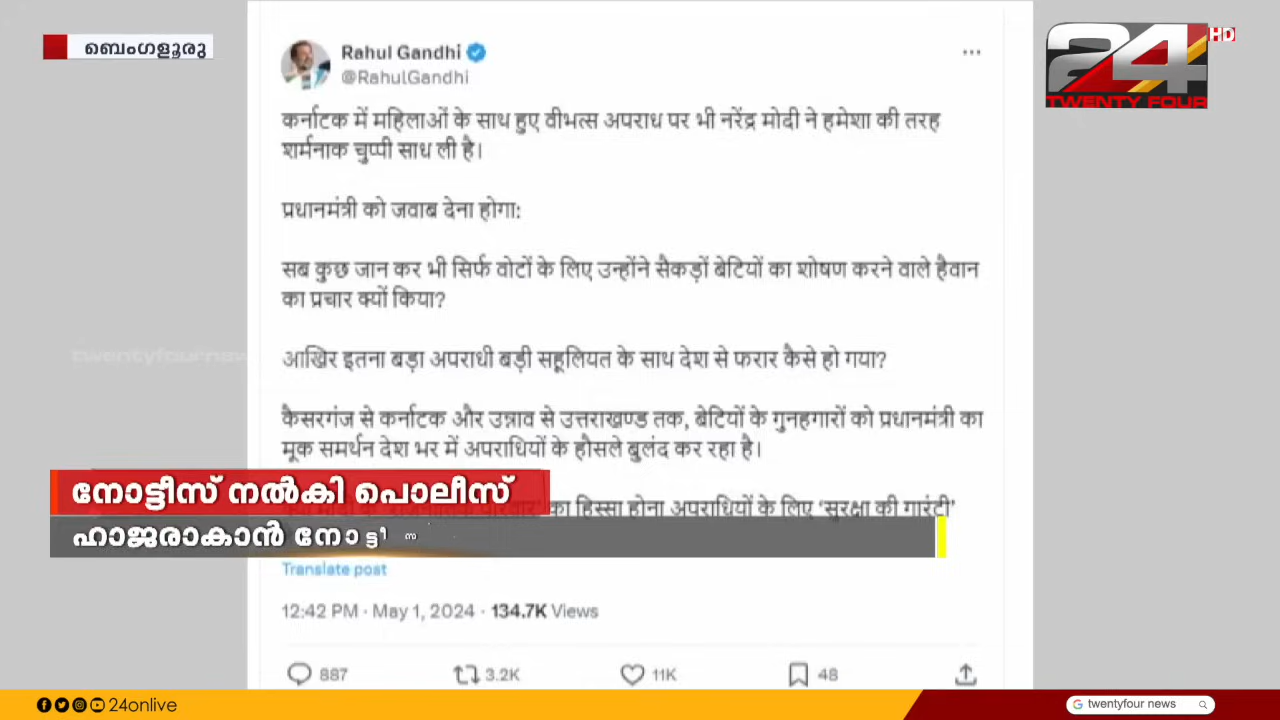 ബെംഗളൂരു
24
HD
TWENTY FOUR
Rahul Gandhi
@RahulGandhi
कर्नाटक में महिलाओं के साथ हुए वीभत्स अपराध पर भी नरेंद्र मोदी ने हमेशा की तरह
शर्मनाक चुप्पी साध ली है।
प्रधानमंत्री को जवाब देना होगा:
सब कुछ जान कर भी सिर्फ वोटों के लिए उन्होंने सैकड़ों बेटियों का शोषण करने वाले हैवान
का प्रचार क्यों किया?
twentyfournew
आखिर इतना बड़ा अपराधी बड़ी सहूलियत के साथ देश से फरार कैसे हो गया?
कैसरगंज से कर्नाटक और उन्नाव से उत्तराखण्ड तक, बेटियों के गुनहगारों को प्रधानमंत्री का
मूक समर्थन देश भर में अपराधियों के हौसले बुलंद कर रहा है।
का हिस्सा होना अपराधियों के लिए ‘सुरक्षा की गारंटी’
നോട്ടീസ് നൽകി പൊലീസ്
ഹാജരാകാൻ
Translate post
12:42 PM · May 1, 2024 · 134.7K Views
887 3.2K 11K 48
24onlive
twentyfour news